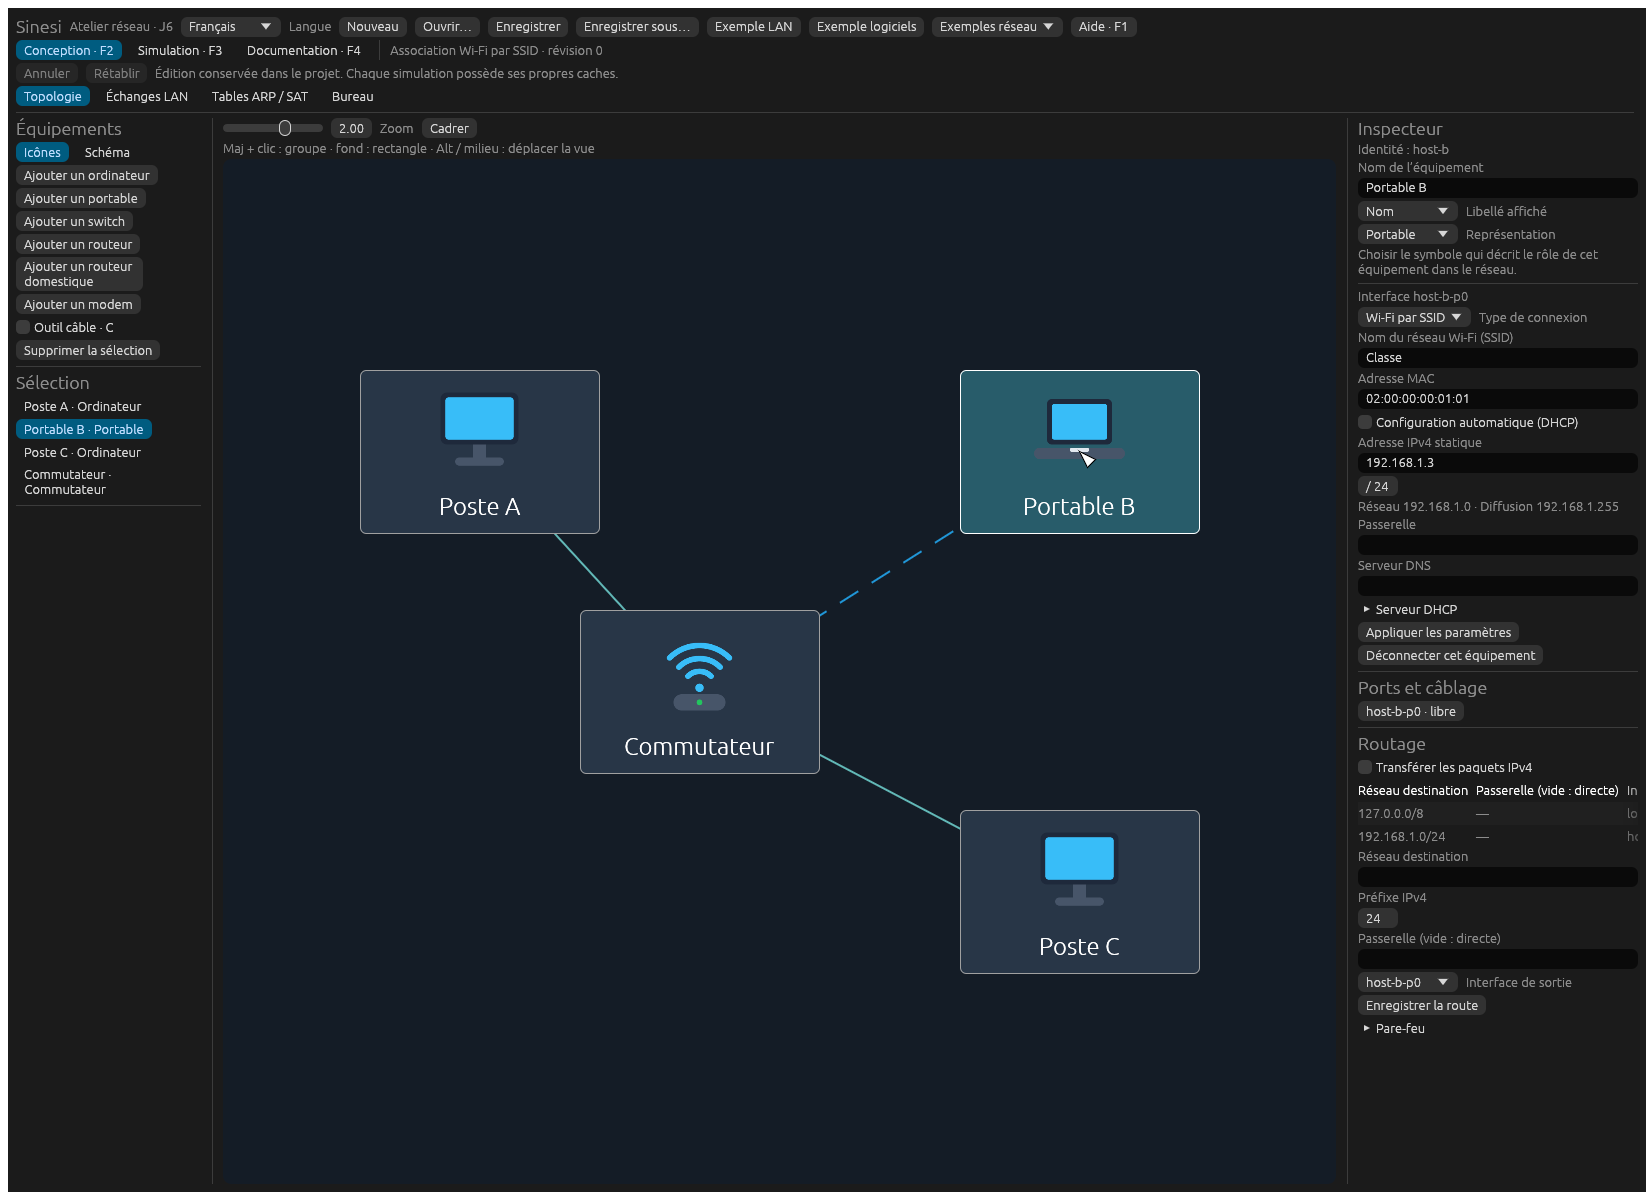 Sinesi Atelier réseau · J6 Français Langue Nouveau Ouvrir… Enregistrer Enregistrer sous… Exemple LAN Exemple logiciels Exemples réseau Aide · F1
Conception · F2 Simulation · F3 Documentation · F4 Association Wi-Fi par SSID · révision 0
Annuler Rétablir Édition conservée dans le projet. Chaque simulation possède ses propres caches.
Topologie Échanges LAN Tables ARP / SAT Bureau
Équipements
Icônes Schéma
Ajouter un ordinateur
Ajouter un portable
Ajouter un switch
Ajouter un routeur
Ajouter un routeur
domestique
Ajouter un modem
Outil câble · C
Supprimer la sélection
Sélection
Poste A · Ordinateur
Portable B · Portable
Poste C · Ordinateur
Commutateur ·
Commutateur
2.00 Zoom Cadrer
Maj + clic : groupe · fond : rectangle · Alt / milieu : déplacer la vue
Poste A
Portable B
Commutateur
Poste C
Inspecteur
Identité : host-b
Nom de l'équipement
Portable B
Nom Libellé affiché
Portable Représentation
Choisir le symbole qui décrit le rôle de cet
équipement dans le réseau.
Interface host-b-p0
Wi-Fi par SSID Type de connexion
Nom du réseau Wi-Fi (SSID)
Classe
Adresse MAC
02:00:00:00:01:01
Configuration automatique (DHCP)
Adresse IPv4 statique
192.168.1.3
/ 24
Réseau 192.168.1.0 · Diffusion 192.168.1.255
Passerelle
Serveur DNS
Serveur DHCP
Appliquer les paramètres
Déconnecter cet équipement
Ports et câblage
host-b-p0 · libre
Routage
Transférer les paquets IPv4
Réseau destination Passerelle (vide : directe) In
127.0.0.0/8 — lo
192.168.1.0/24 — ho
Réseau destination
Préfixe IPv4
24
Passerelle (vide : directe)
host-b-p0 Interface de sortie
Enregistrer la route
Pare-feu